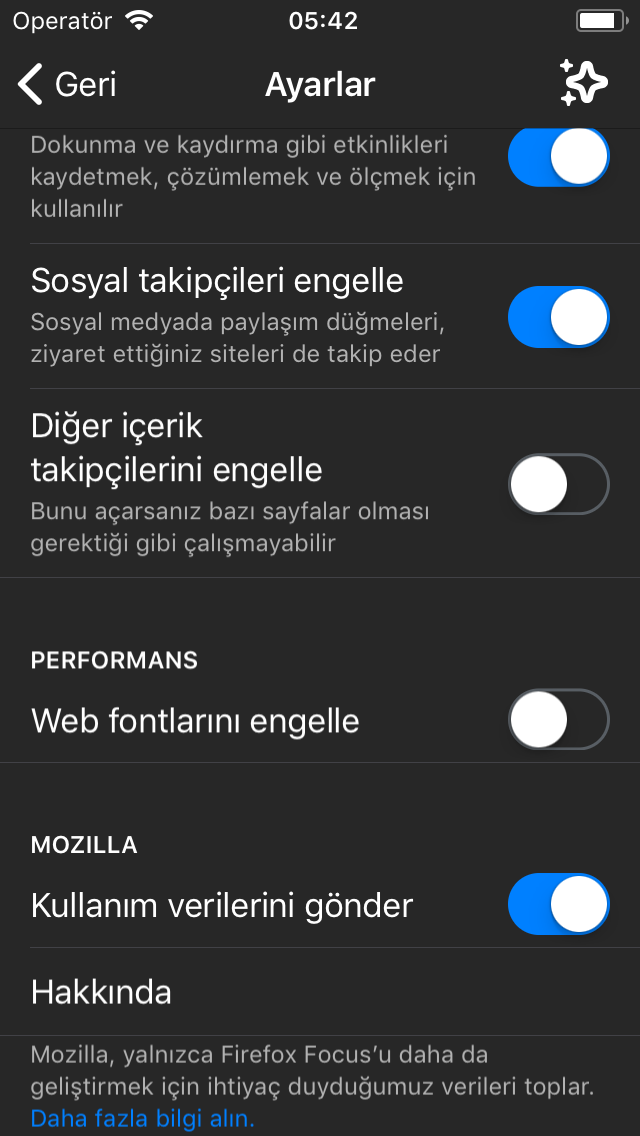 Operatör
05:42
Geri
Ayarlar
Dokunma ve kaydırma gibi etkinlikleri
kaydetmek, çözümlemek ve ölçmek için
kullanılır
Sosyal takipçileri engelle
Sosyal medyada paylaşım düğmeleri,
ziyaret ettiğiniz siteleri de takip eder
Diğer içerik
takipçilerini engelle
Bunu açarsanız bazı sayfalar olması
gerektiği gibi çalışmayabilir
PERFORMANS
Web fontlarını engelle
MOZILLA
Kullanım verilerini gönder
Hakkında
Mozilla, yalnızca Firefox Focus’u daha da
geliştirmek için ihtiyaç duyduğumuz verileri toplar.
Daha fazla bilgi alın.